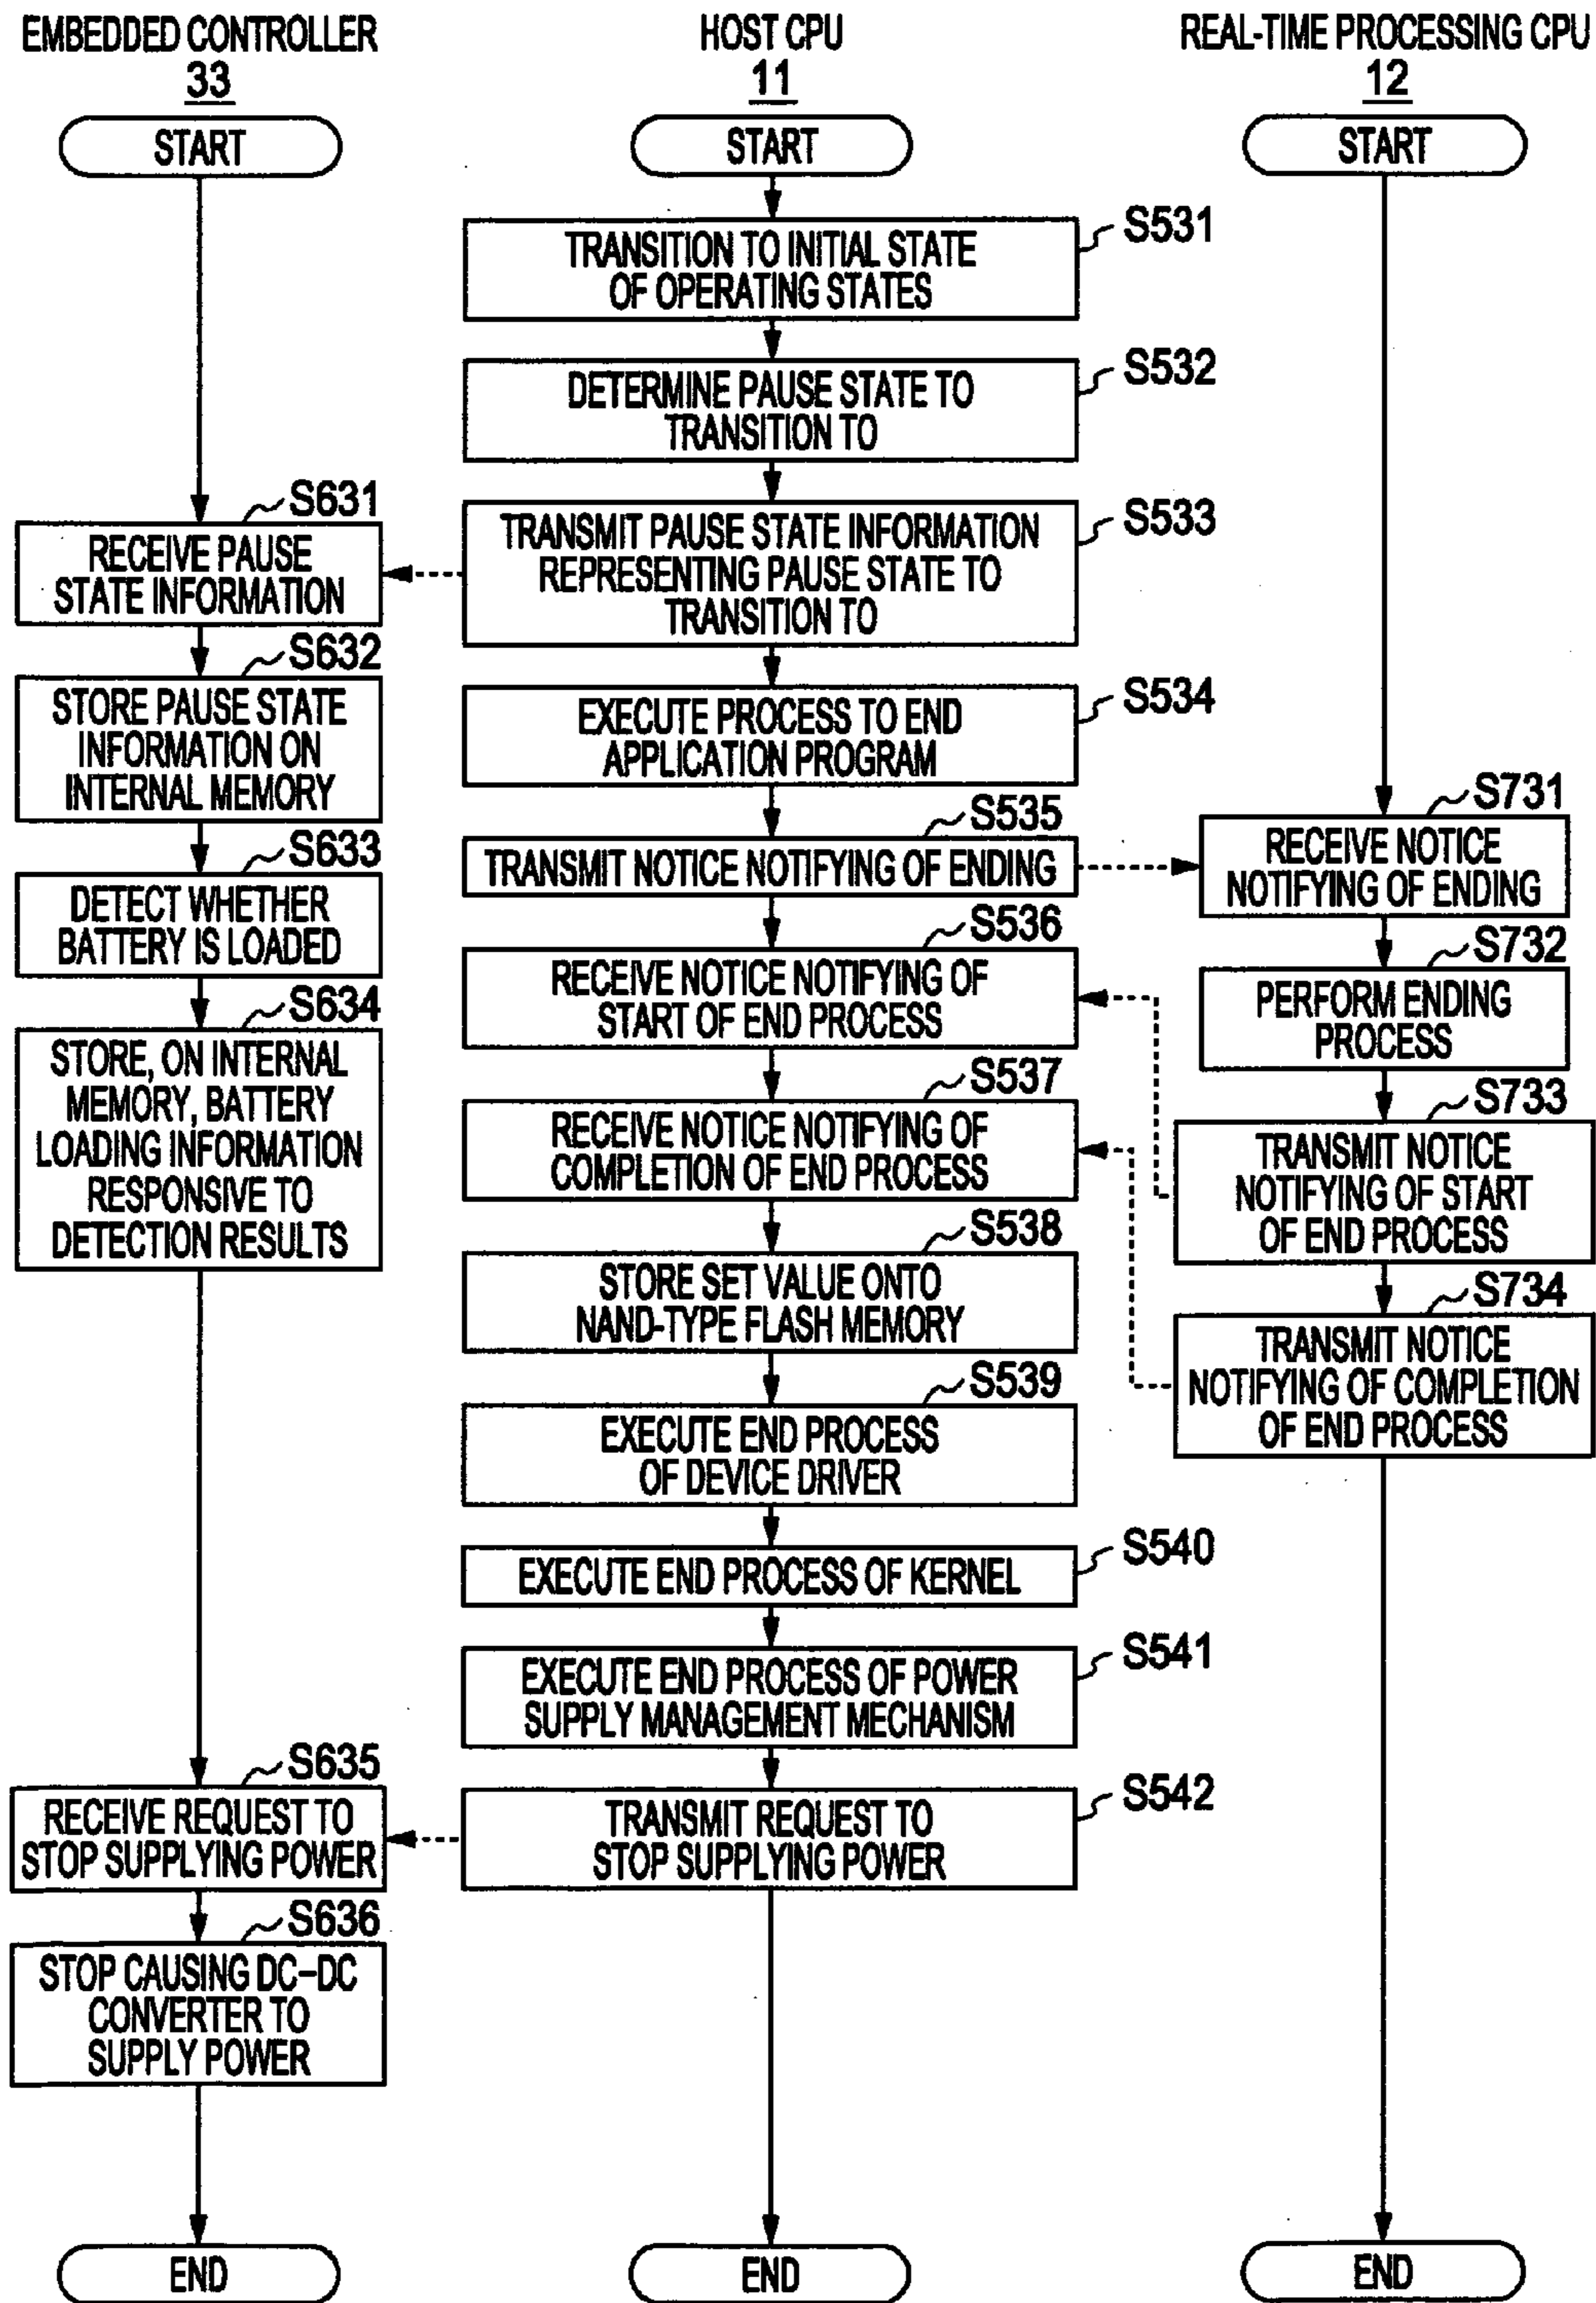 EMBEDDED CONTROLLER
33
START
S631
RECEIVE PAUSE
STATE INFORMATION
S632
STORE PAUSE STATE
INFORMATION ON
INTERNAL MEMORY
S633
DETECT WHETHER
BATTERY IS LOADED
S634
STORE, ON INTERNAL
MEMORY, BATTERY
LOADING INFORMATION
RESPONSIVE TO
DETECTION RESULTS
S635
RECEIVE REQUEST TO
STOP SUPPLYING POWER
S636
STOP CAUSING DC-DC
CONVERTER TO
SUPPLY POWER
END
HOST CPU
11
START
S531
TRANSITION TO INITIAL STATE
OF OPERATING STATES
S532
DETERMINE PAUSE STATE TO
TRANSITION TO
S533
TRANSMIT PAUSE STATE INFORMATION
REPRESENTING PAUSE STATE TO
TRANSITION TO
S534
EXECUTE PROCESS TO END
APPLICATION PROGRAM
S535
TRANSMIT NOTICE NOTIFYING OF ENDING
S536
RECEIVE NOTICE NOTIFYING OF
START OF END PROCESS
S537
RECEIVE NOTICE NOTIFYING OF
COMPLETION OF END PROCESS
S538
STORE SET VALUE ONTO
NAND-TYPE FLASH MEMORY
S539
EXECUTE END PROCESS
OF DEVICE DRIVER
S540
EXECUTE END PROCESS OF KERNEL
S541
EXECUTE END PROCESS OF POWER
SUPPLY MANAGEMENT MECHANISM
S542
TRANSMIT REQUEST TO
STOP SUPPLYING POWER
END
REAL-TIME PROCESSING CPU
12
START
S731
RECEIVE NOTICE
NOTIFYING OF ENDING
S732
PERFORM ENDING
PROCESS
S733
TRANSMIT NOTICE
NOTIFYING OF START
OF END PROCESS
S734
TRANSMIT NOTICE
NOTIFYING OF COMPLETION
OF END PROCESS
END